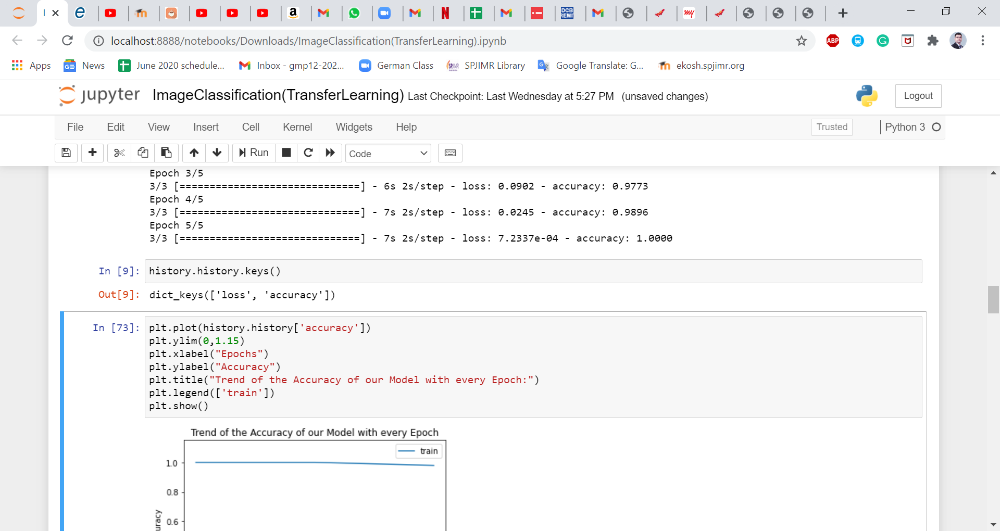 localhost:8888/notebooks/Downloads/ImageClassification(TransferLearning).ipynb
ABP
Apps
News
June 2020 schedule...
Inbox - gmp12-202...
German Class
SPJIMR Library
Google Translate: G...
ekosh.spjimr.org
jupyter ImageClassification(TransferLearning) Last Checkpoint: Last Wednesday at 5:27 PM (unsaved changes)
Logout
File Edit View Insert Cell Kernel Widgets Help
Trusted
Python 3
Run
Code
Epoch 3/5
3/3 [==============================] - 6s 2s/step - loss: 0.0902 - accuracy: 0.9773
Epoch 4/5
3/3 [==============================] - 7s 2s/step - loss: 0.0245 - accuracy: 0.9896
Epoch 5/5
3/3 [==============================] - 7s 2s/step - loss: 7.2337e-04 - accuracy: 1.0000
In [9]: history.history.keys()
Out[9]: dict_keys(['loss', 'accuracy'])
In [73]: plt.plot(history.history['accuracy'])
plt.ylim(0,1.15)
plt.xlabel("Epochs")
plt.ylabel("Accuracy")
plt.title("Trend of the Accuracy of our Model with every Epoch:")
plt.legend(['train'])
plt.show()
Trend of the Accuracy of our Model with every Epoch
train
1.0
0.8
0.6
uracy